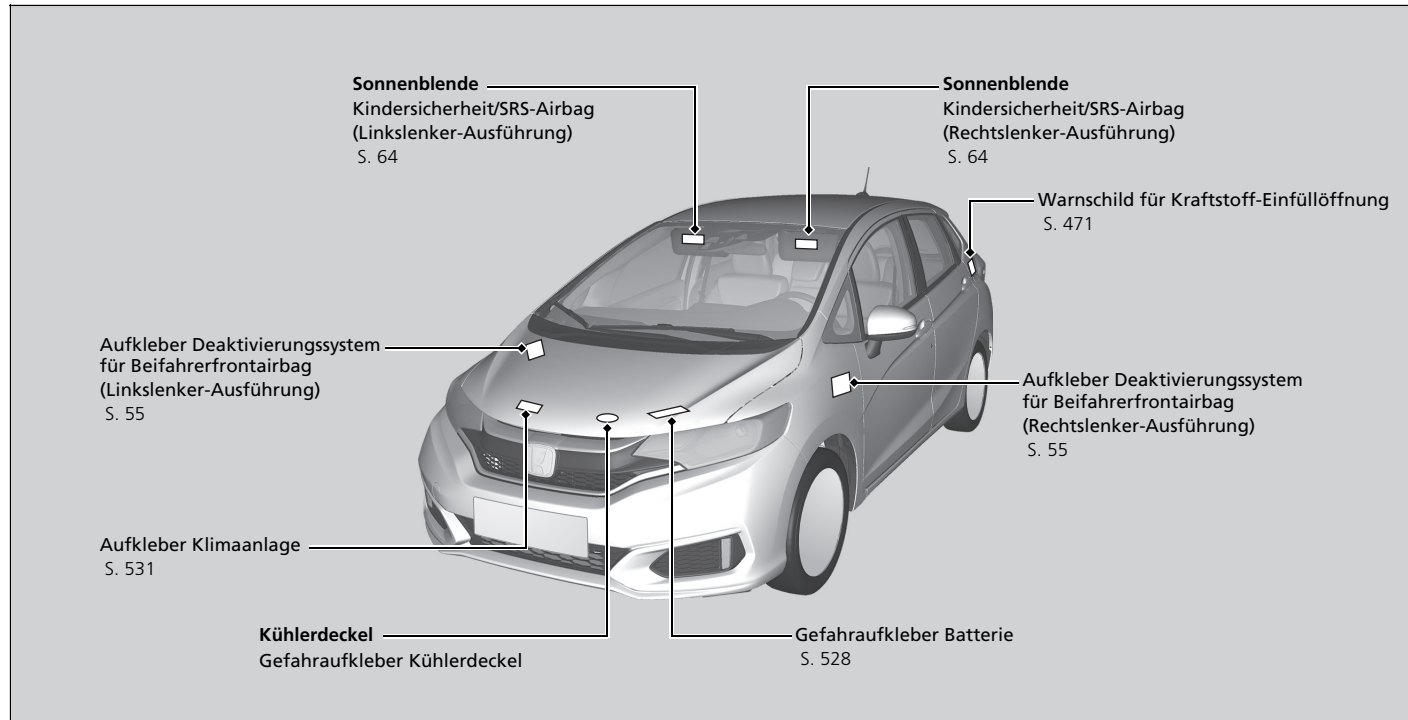 Sonnenblende
Kindersicherheit/SRS-Airbag
(Linkslenker-Ausführung)
S. 64
Sonnenblende
Kindersicherheit/SRS-Airbag
(Rechtslenker-Ausführung)
S. 64
Warnschild für Kraftstoff-Einfüllöffnung
S. 471
Aufkleber Deaktivierungssystem
für Beifahrerfrontairbag
(Linkslenker-Ausführung)
S. 55
Aufkleber Deaktivierungssystem
für Beifahrerfrontairbag
(Rechtslenker-Ausführung)
S. 55
Aufkleber Klimaanlage
S. 531
Kühlerdeckel
Gefahraufkleber Kühlerdeckel
Gefahraufkleber Batterie
S. 528